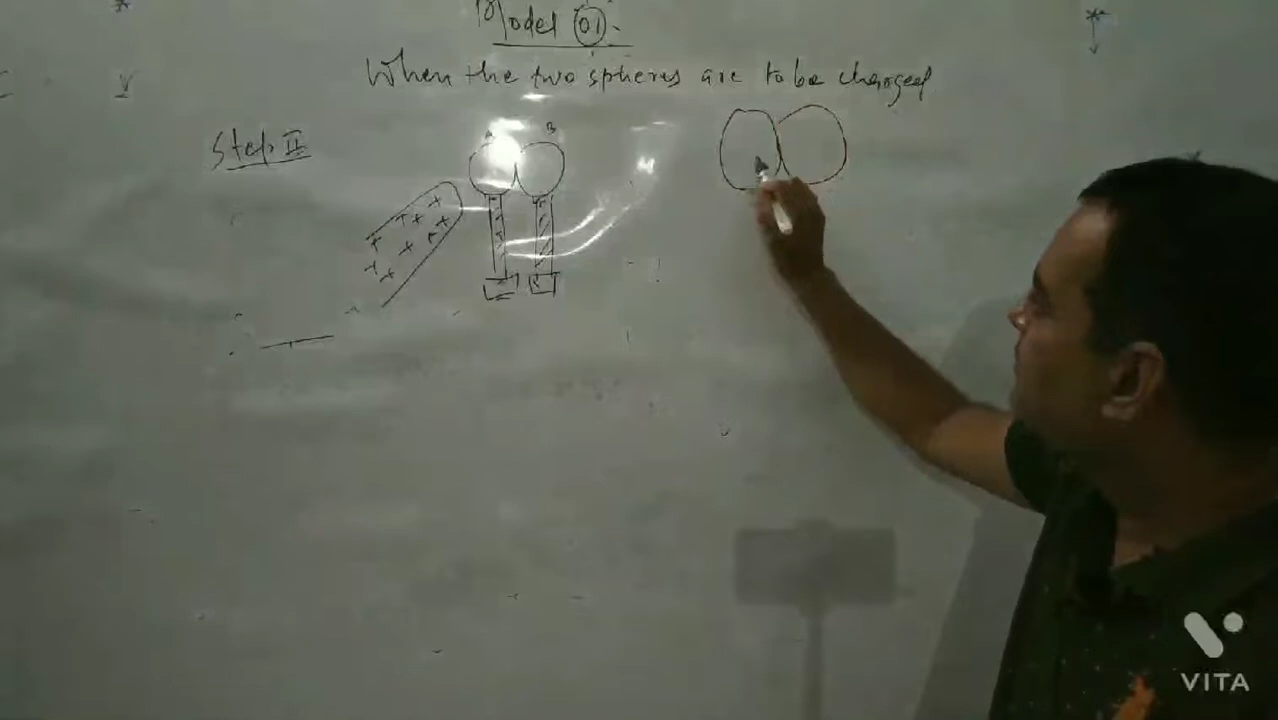 Model 01.
When the two spheres are to be charged
Step II
A B
+ + + + + + + + + +
VITA